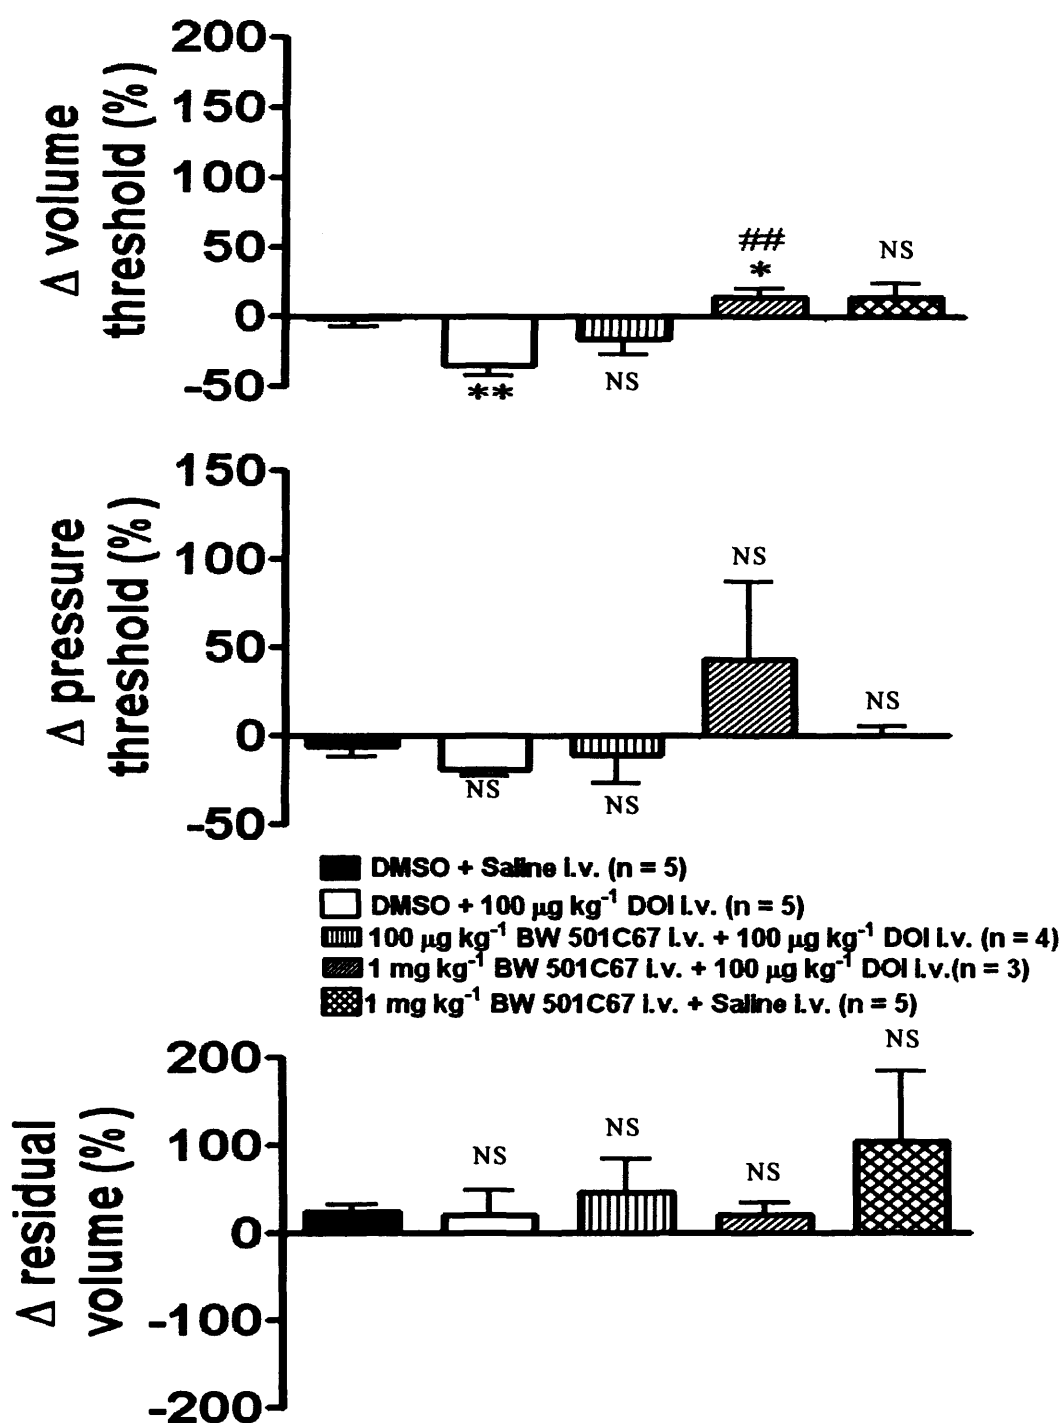 200
150
100
50
0
-50
Δ volume
threshold (%)
**
NS
##
*
NS
150
100
50
0
-50
Δ pressure
threshold (%)
NS
NS
NS
NS
DMSO + Saline i.v. (n = 5)
DMSO + 100 µg kg⁻¹ DOI i.v. (n = 5)
100 µg kg⁻¹ BW 501C67 i.v. + 100 µg kg⁻¹ DOI i.v. (n = 4)
1 mg kg⁻¹ BW 501C67 i.v. + 100 µg kg⁻¹ DOI i.v.(n = 3)
1 mg kg⁻¹ BW 501C67 i.v. + Saline i.v. (n = 5)
200
100
0
-100
-200
Δ residual
volume (%)
NS
NS
NS
NS